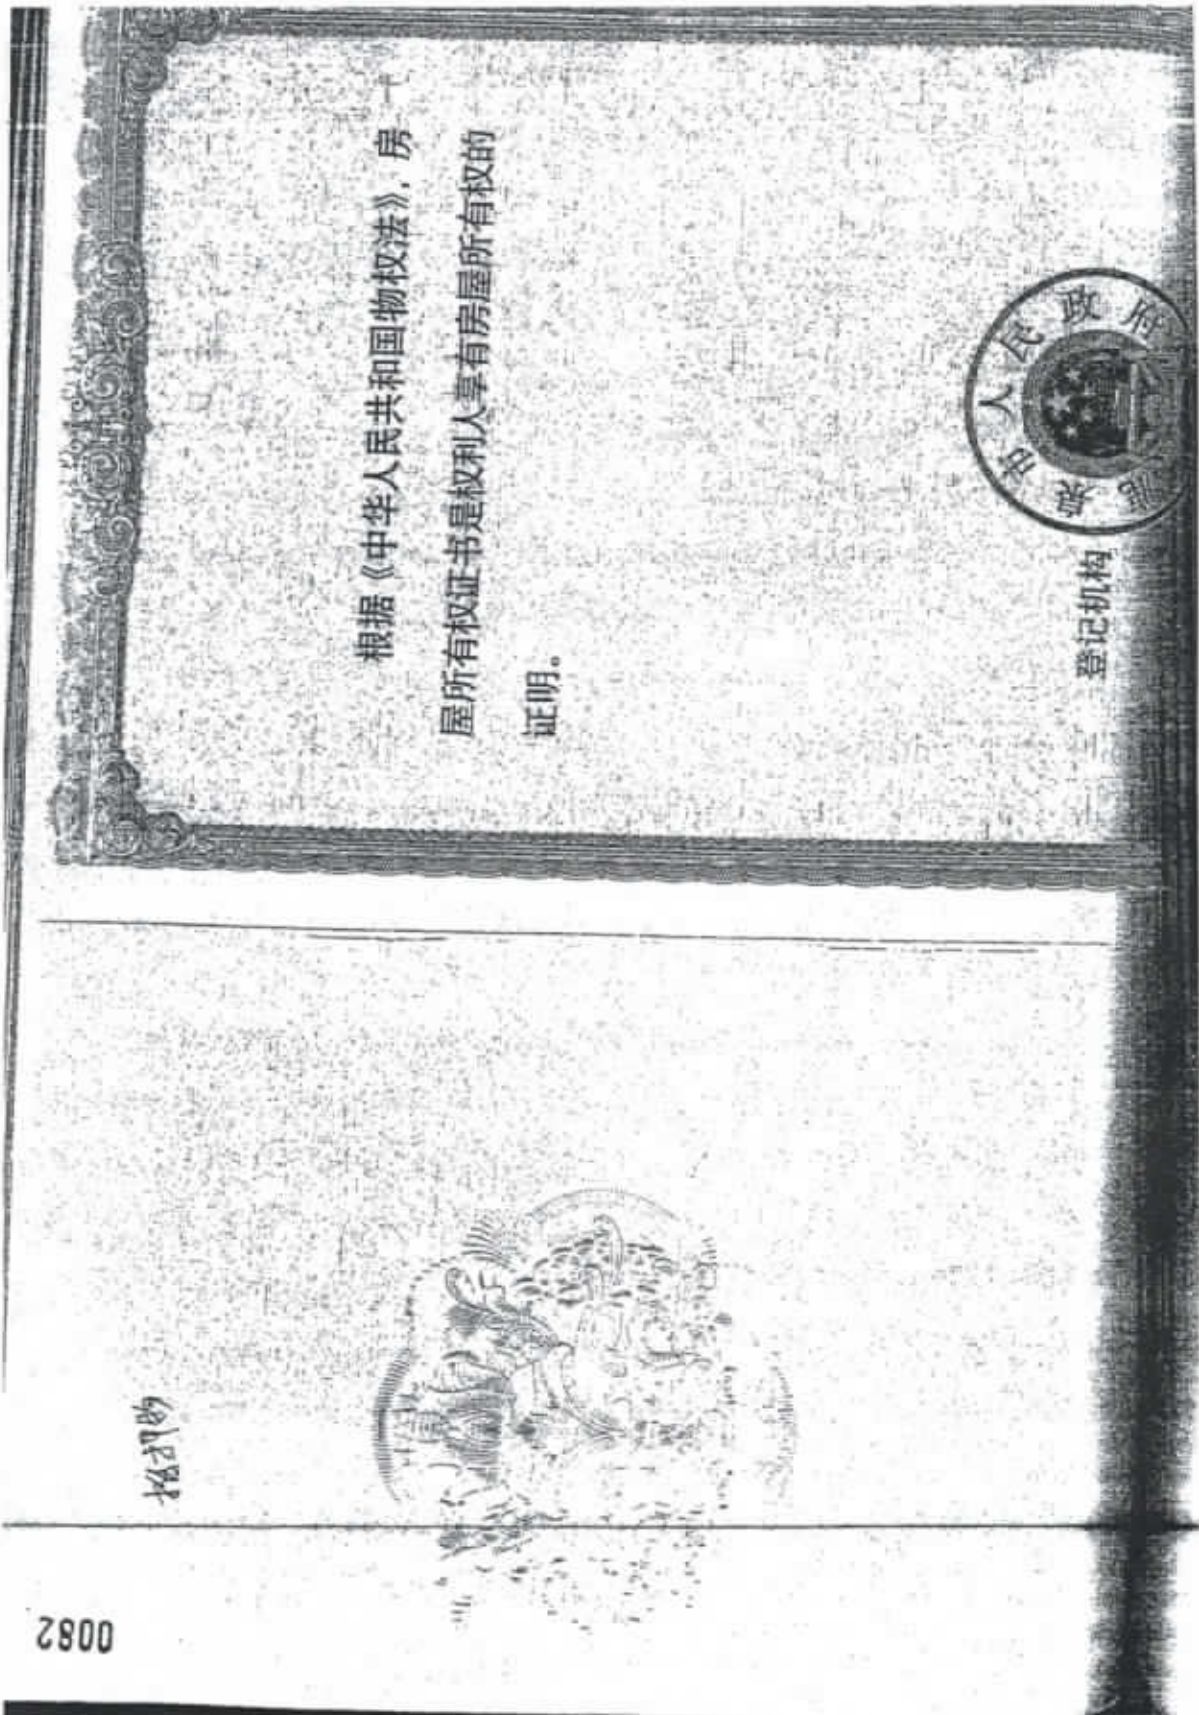 根据《中华人民共和国物权法》，房
屋所有权证书是权利人享有房屋所有权的
证明。
登记机构
泉市人民政府
0082